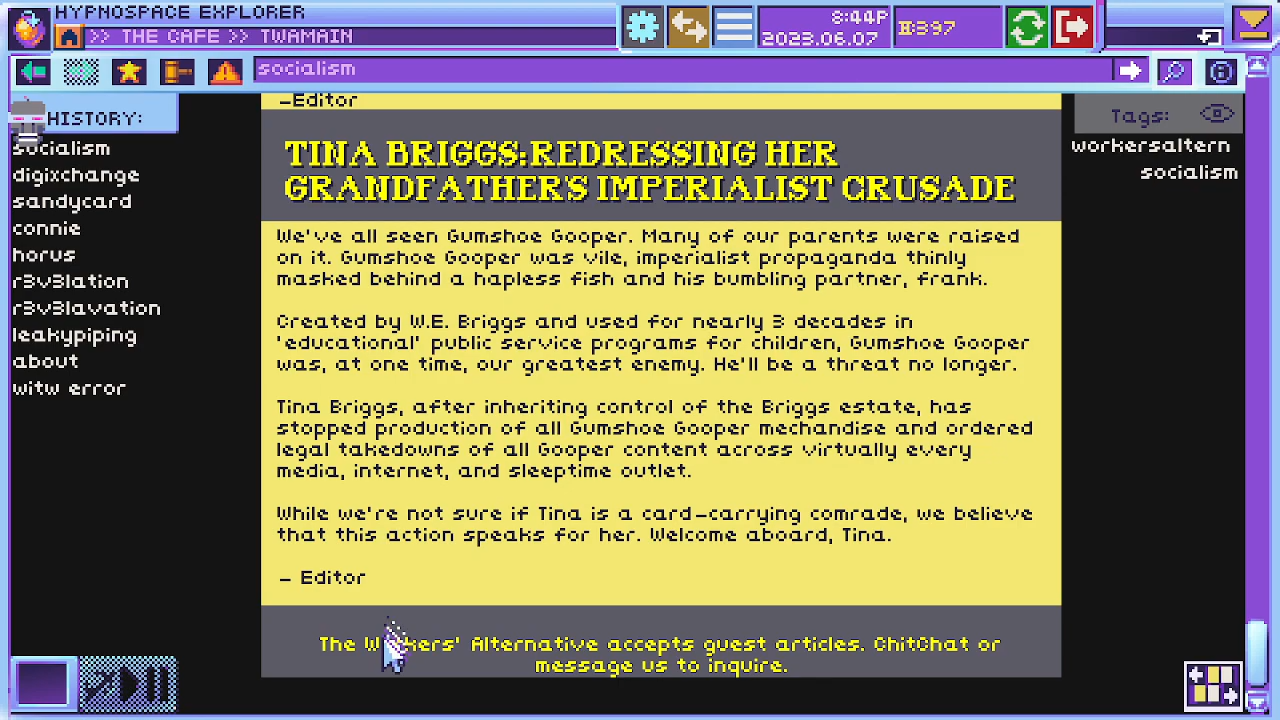 HYPNOSPACE EXPLORER
>> THE CAFE >> TWAMAIN
8:44P
2023.06.07
397
socialism
HISTORY:
socialism
digixchange
sandycard
connie
horus
r3v3lation
r3v3lavation
leakypiping
about
witw error
-Editor
TINA BRIGGS:REDRESSING HER
GRANDFATHER'S IMPERIALIST CRUSADE
We've all seen Gumshoe Gooper. Many of our parents were raised
on it. Gumshoe Gooper was vile, imperialist propaganda thinly
masked behind a hapless fish and his bumbling partner, frank.
Created by W.E. Briggs and used for nearly 3 decades in
'educational' public service programs for children, Gumshoe Gooper
was, at one time, our greatest enemy. He'll be a threat no longer.
Tina Briggs, after inheriting control of the Briggs estate, has
stopped production of all Gumshoe Gooper mechandise and ordered
legal takedowns of all Gooper content across virtually every
media, internet, and sleeptime outlet.
While we're not sure if Tina is a card-carrying comrade, we believe
that this action speaks for her. Welcome aboard, Tina.
- Editor
The Workers' Alternative accepts guest articles. ChitChat or
message us to inquire.
Tags:
workersaltern
socialism